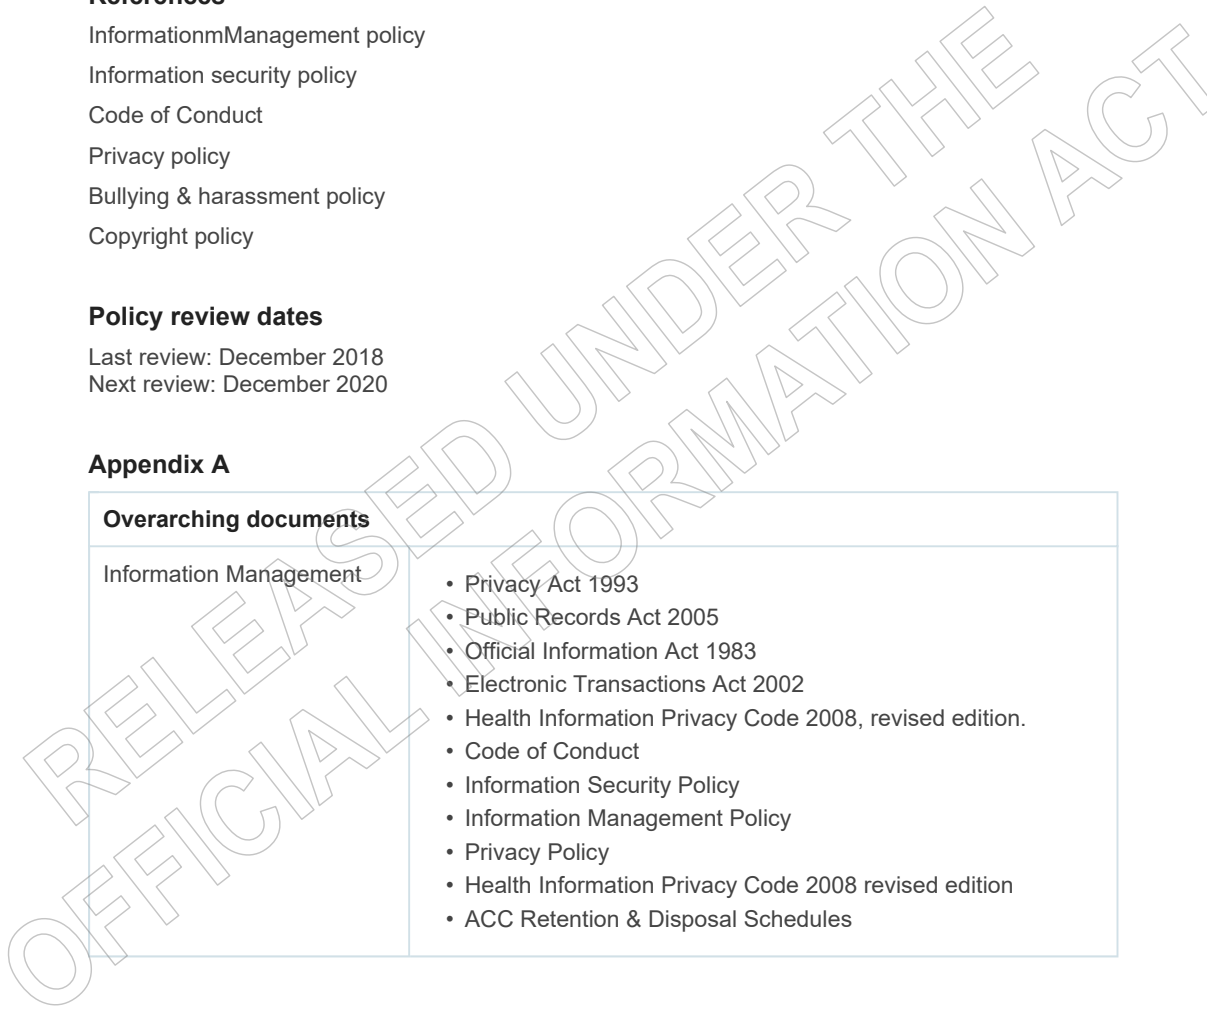 References
InformationmManagement policy
Information security policy
Code of Conduct
Privacy policy
Bullying & harassment policy
Copyright policy
Policy review dates
Last review: December 2018
Next review: December 2020
Appendix A
Overarching documents
Information Management
• Privacy Act 1993
• Public Records Act 2005
• Official Information Act 1983
• Electronic Transactions Act 2002
• Health Information Privacy Code 2008, revised edition.
• Code of Conduct
• Information Security Policy
• Information Management Policy
• Privacy Policy
• Health Information Privacy Code 2008 revised edition
• ACC Retention & Disposal Schedules
RELEASED UNDER THE
OFFICIAL INFORMATION ACT